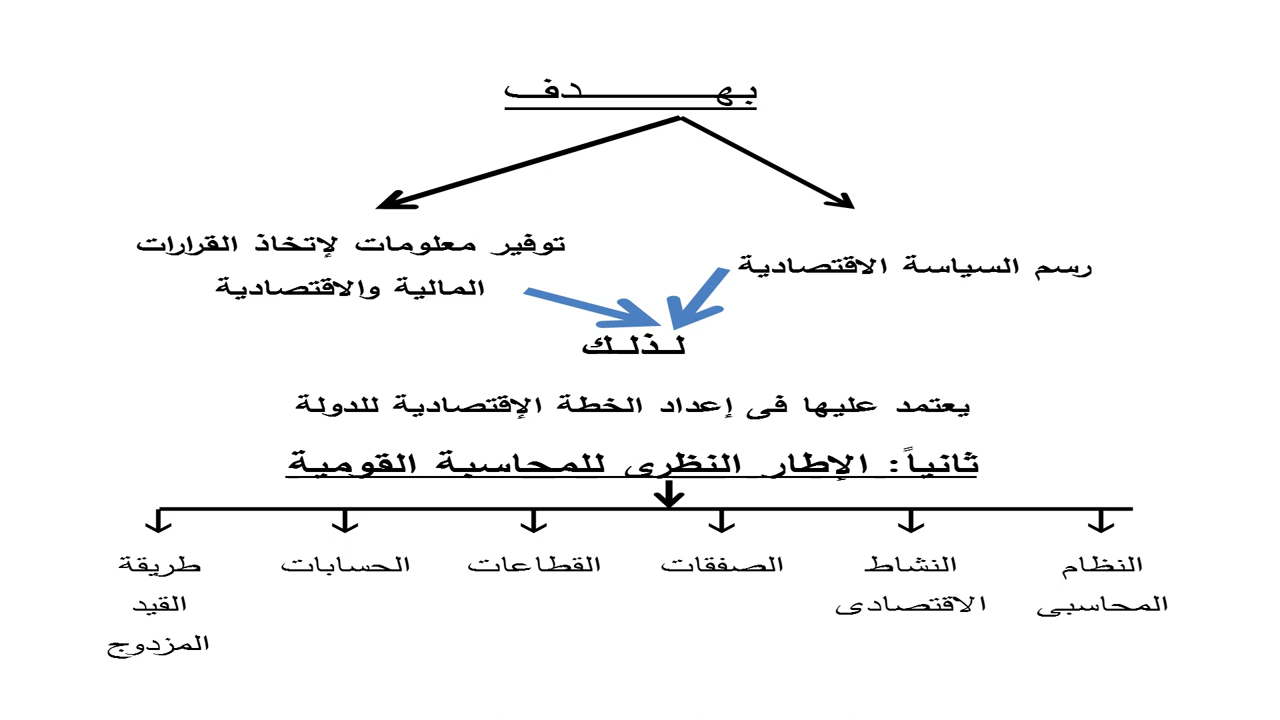 بهـــدف
رسم السياسة الاقتصادية
توفير معلومات لإتخاذ القرارات
المالية والاقتصادية
لـذلـك
يعتمد عليها فى إعداد الخطة الإقتصادية للدولة
ثانياً: الإطار النظرى للمحاسبة القومية
النظام
المحاسبى
النشاط
الاقتصادى
الصفقات
القطاعات
الحسابات
طريقة
القيد
المزدوج